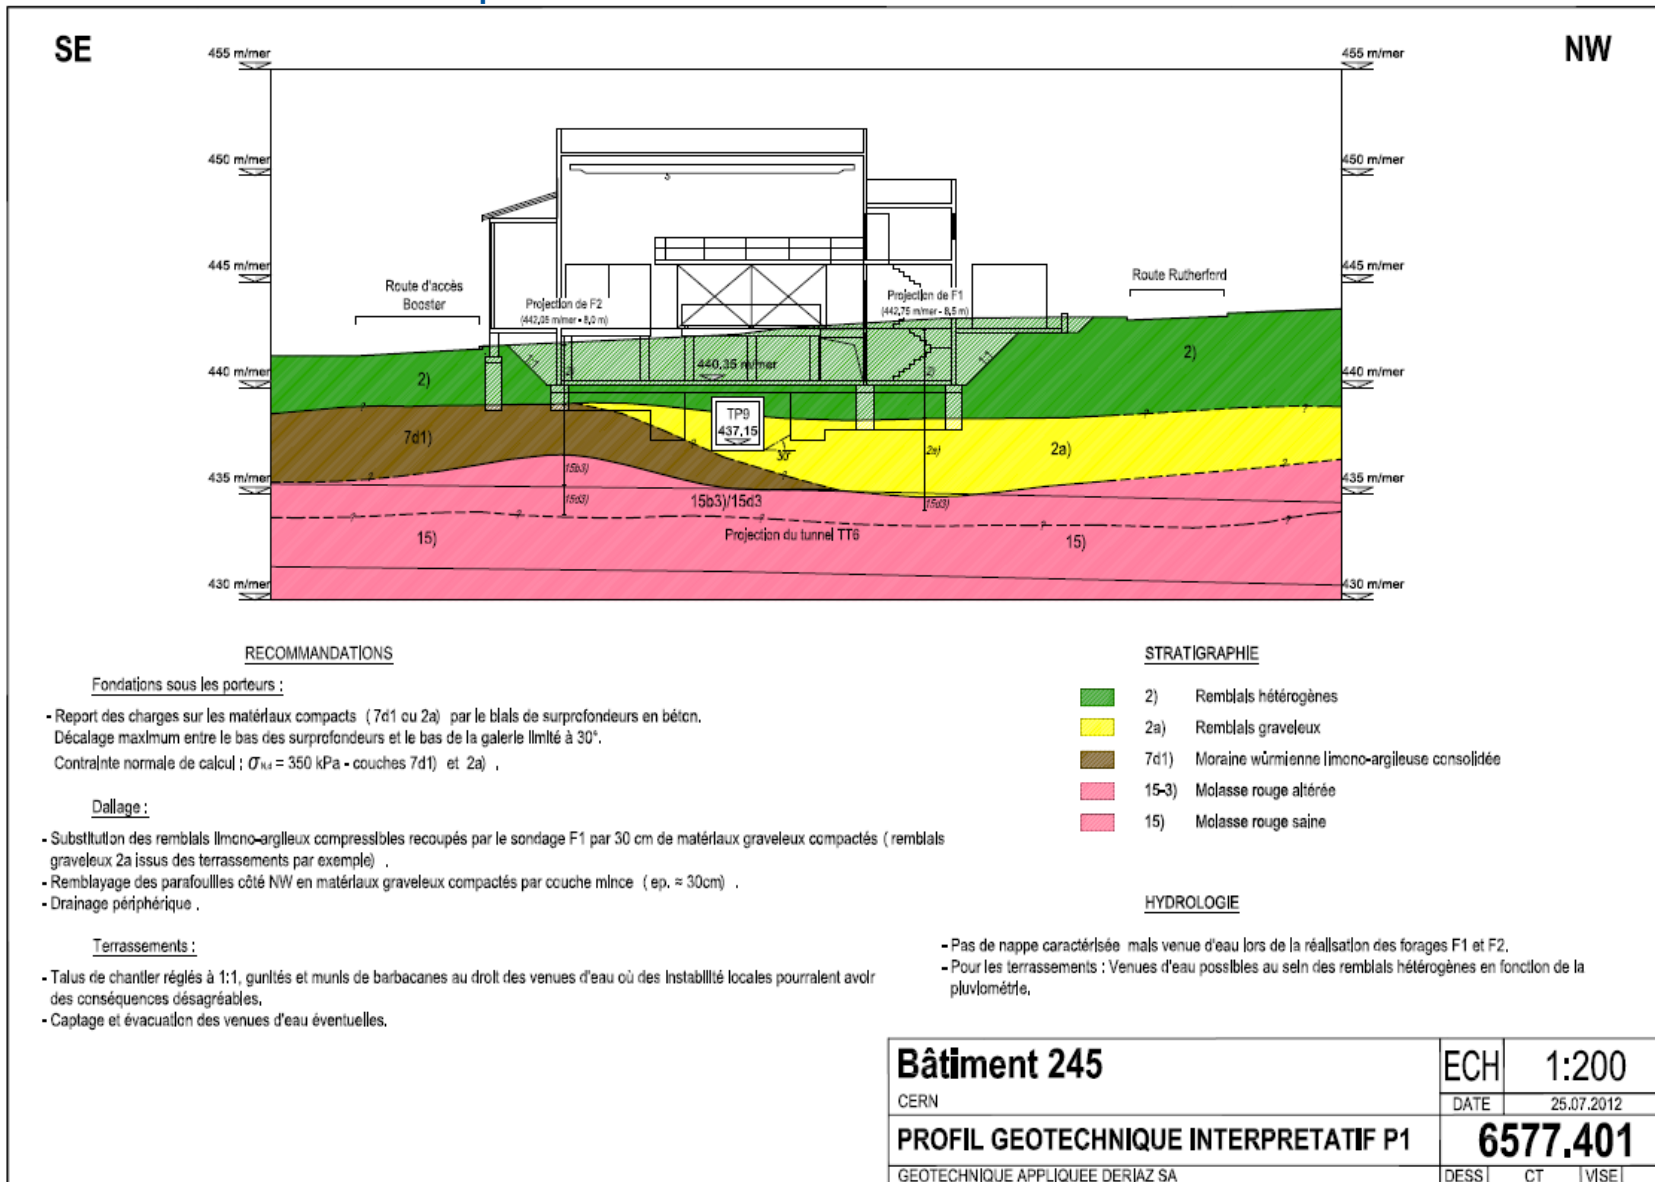 SE
NW
455 m/mer
455 m/mer
450 m/mer
450 m/mer
445 m/mer
445 m/mer
Route d'accès
Booster
Projection de F2
(442,05 m/mer - 8,0 m)
Projection de F1
(442,75 m/mer - 8,5 m)
Route Rutherford
440 m/mer
440 m/mer
1:1
2)
440.35 m/mer
2)
1:1
2)
2)
TP9
437,15
30°
7d1)
2a)
2a)
435 m/mer
435 m/mer
15b3)
15d3)
15b3)/15d3
15d3)
15)
Projection du tunnel TT6
15)
430 m/mer
430 m/mer
RECOMMANDATIONS
Fondations sous les porteurs :
- Report des charges sur les matériaux compacts ( 7d1 ou 2a) par le biais de surprofondeurs en béton.
Décalage maximum entre le bas des surprofondeurs et le bas de la galerie limité à 30°.
Contrainte normale de calcul : σNd = 350 kPa - couches 7d1) et 2a) .
Dallage :
- Substitution des remblais limono-argileux compressibles recoupés par le sondage F1 par 30 cm de matériaux graveleux compactés ( remblais
graveleux 2a issus des terrassements par exemple) .
- Remblayage des parafouilles côté NW en matériaux graveleux compactés par couche mince ( ep. ≈ 30cm) .
- Drainage périphérique .
Terrassements :
- Talus de chantier réglés à 1:1, gunités et munis de barbacanes au droit des venues d'eau où des instabilité locales pourraient avoir
des conséquences désagréables.
- Captage et évacuation des venues d'eau éventuelles.
STRATIGRAPHIE
2) Remblais hétérogènes
2a) Remblais graveleux
7d1) Moraine würmienne limono-argileuse consolidée
15-3) Molasse rouge altérée
15) Molasse rouge saine
HYDROLOGIE
- Pas de nappe caractérisée mais venue d'eau lors de la réalisation des forages F1 et F2.
- Pour les terrassements : Venues d'eau possibles au sein des remblais hétérogènes en fonction de la
pluviométrie.
Bâtiment 245
CERN
ECH 1:200
DATE 25.07.2012
PROFIL GEOTECHNIQUE INTERPRETATIF P1
6577.401
GEOTECHNIQUE APPLIQUEE DERIAZ SA
DESS CT VISE